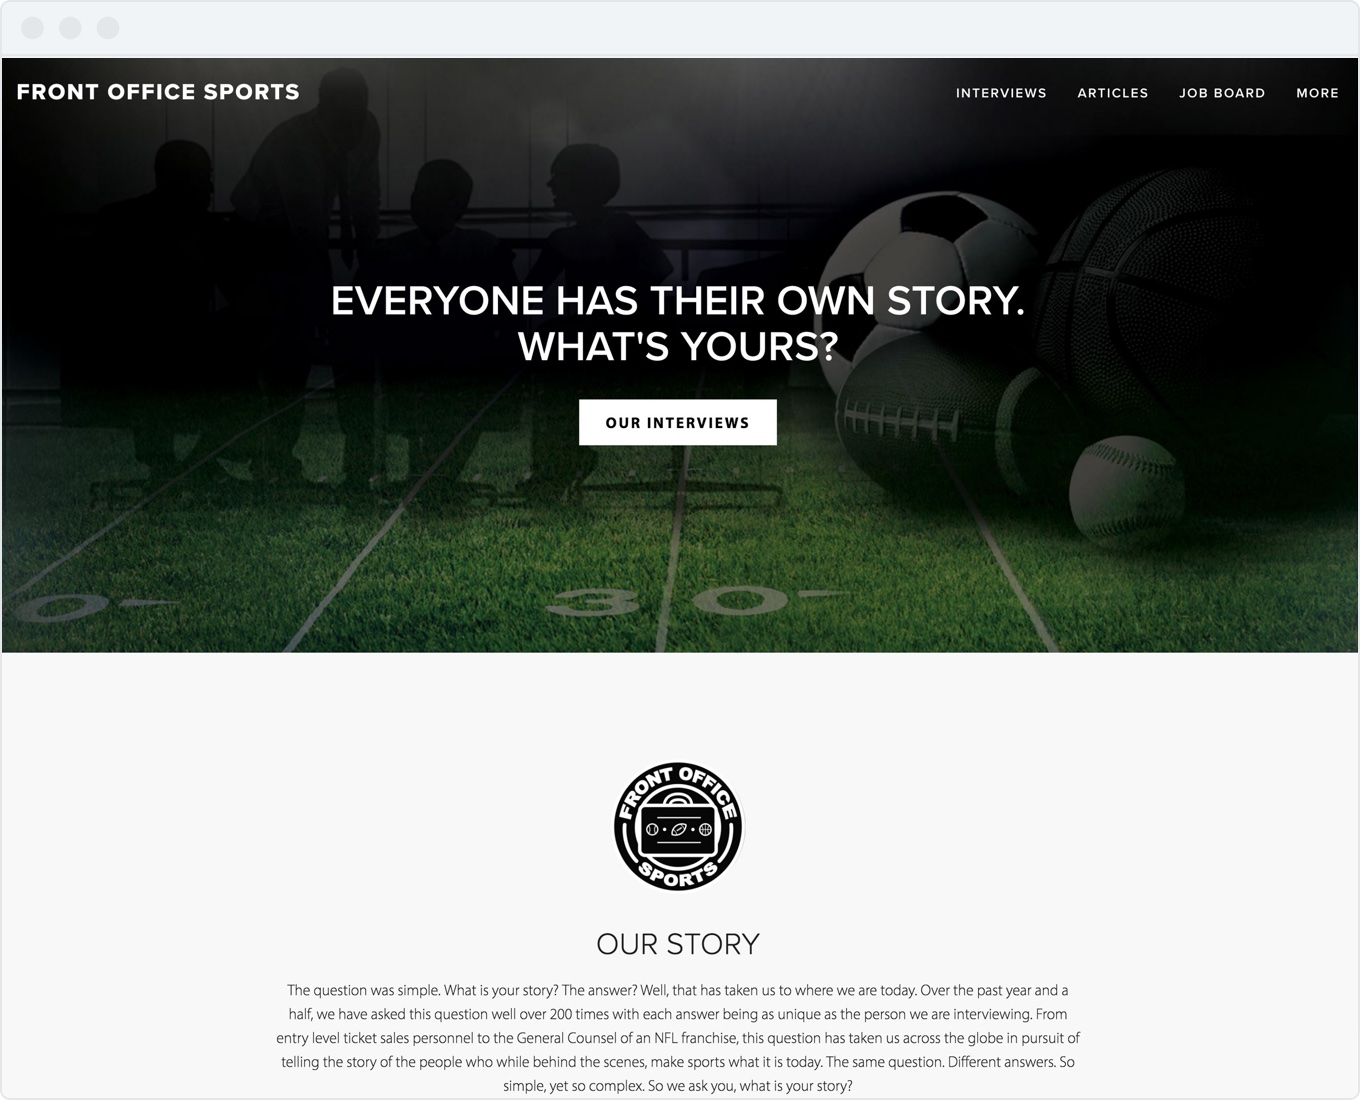 FRONT OFFICE SPORTS
INTERVIEWS ARTICLES JOB BOARD MORE
EVERYONE HAS THEIR OWN STORY.
WHAT'S YOURS?
OUR INTERVIEWS
0 3 0
FRONT OFFICE
SPORTS
OUR STORY
The question was simple. What is your story? The answer? Well, that has taken us to where we are today. Over the past year and a
half, we have asked this question well over 200 times with each answer being as unique as the person we are interviewing. From
entry level ticket sales personnel to the General Counsel of an NFL franchise, this question has taken us across the globe in pursuit of
telling the story of the people who while behind the scenes, make sports what it is today. The same question. Different answers. So
simple, yet so complex. So we ask you, what is your story?